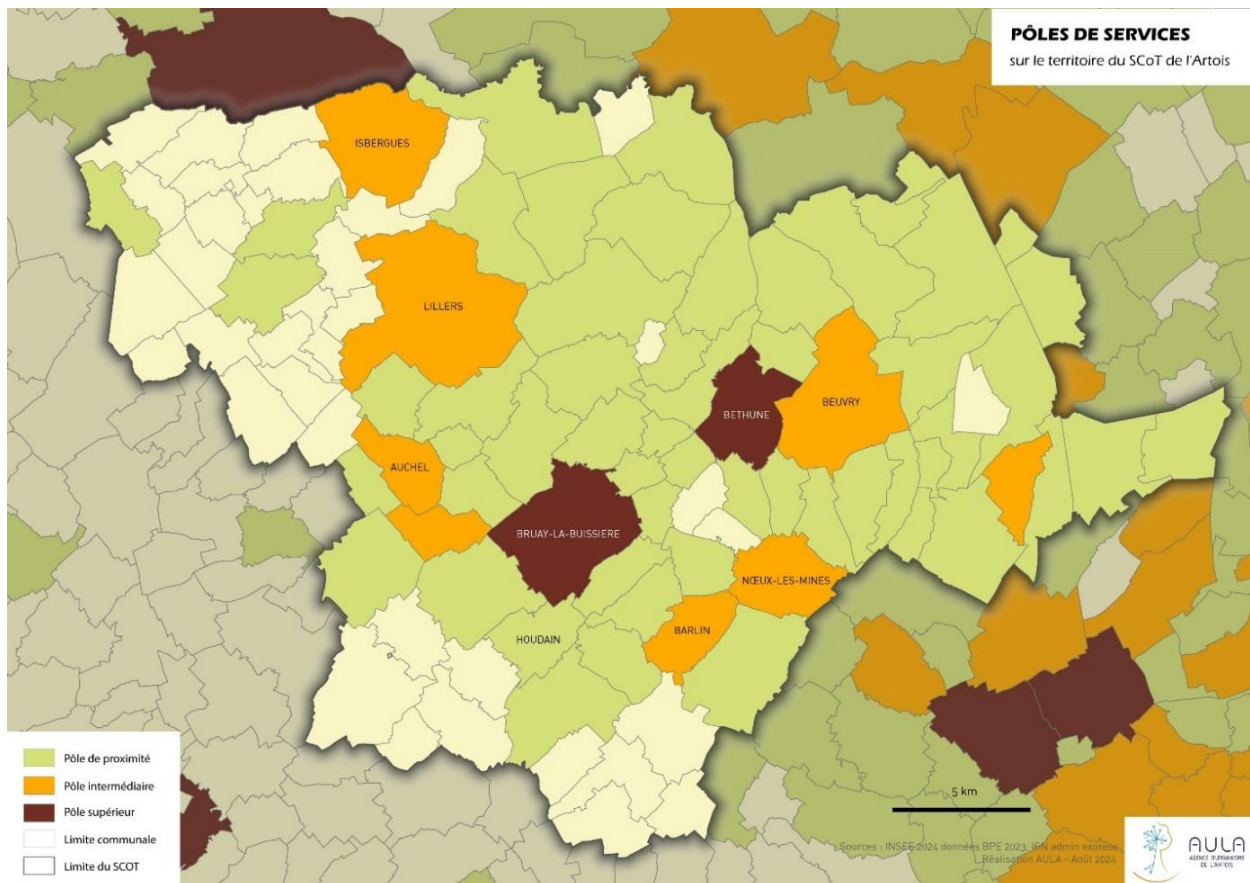 PÔLES DE SERVICES
sur le territoire du SCoT de l'Artois
ISBERGUES
LILLERS
BETHUNE
BEUVRY
AUCHEL
BRUAY-LA-BUISSIERE
NŒUX-LES-MINES
BARLIN
HOUDAIN
Pôle de proximité
Pôle intermédiaire
Pôle supérieur
Limite communale
Limite du SCOT
5 km
Sources : INSEE 2024 données BPE 2023, IGN admin express
Réalisation AULA - Août 2024
AULA
AGENCE D'URBANISME
DE L'ARTOIS